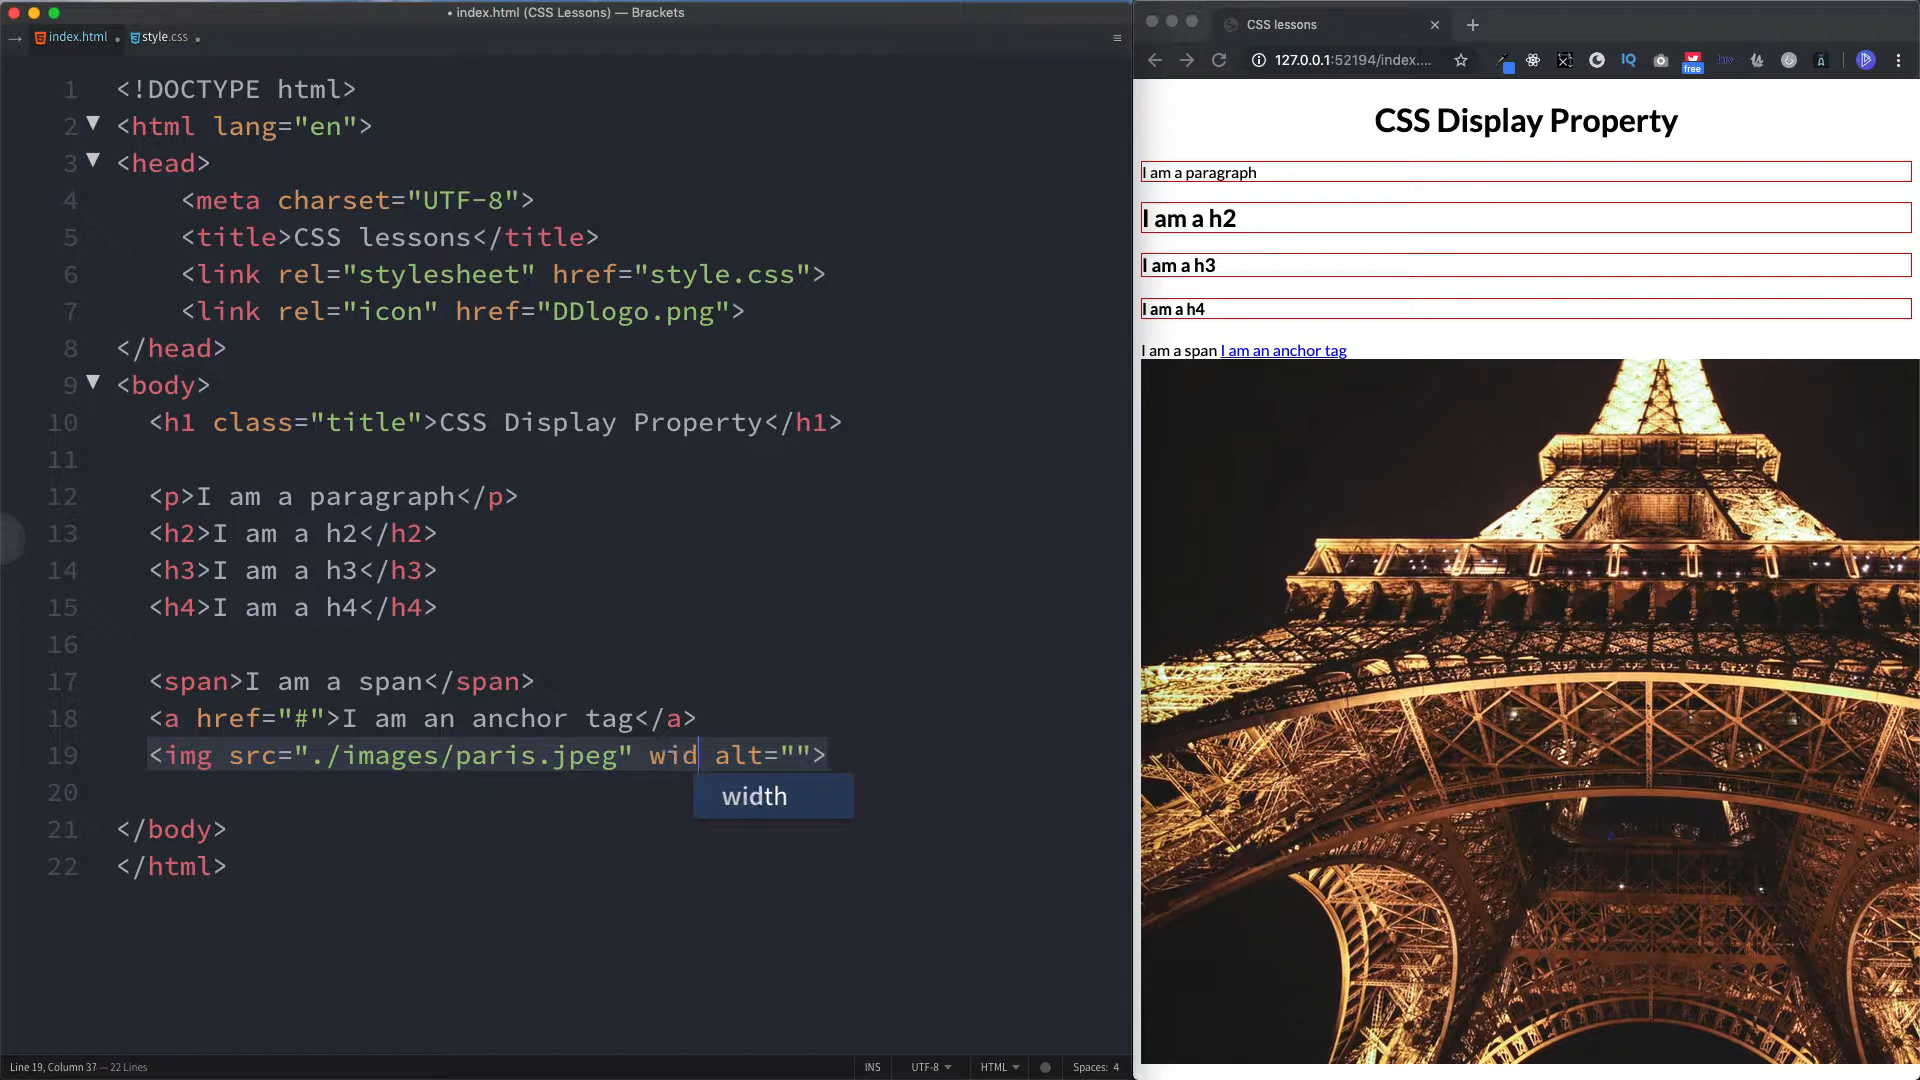 • index.html (CSS Lessons) — Brackets
index.html • style.css •
1 <!DOCTYPE html>
2 <html lang="en">
3 <head>
4 <meta charset="UTF-8">
5 <title>CSS lessons</title>
6 <link rel="stylesheet" href="style.css">
7 <link rel="icon" href="DDlogo.png">
8 </head>
9 <body>
10 <h1 class="title">CSS Display Property</h1>
11
12 <p>I am a paragraph</p>
13 <h2>I am a h2</h2>
14 <h3>I am a h3</h3>
15 <h4>I am a h4</h4>
16
17 <span>I am a span</span>
18 <a href="#">I am an anchor tag</a>
19 <img src="./images/paris.jpeg" wid alt="">
width
20
21 </body>
22 </html>
Line 19, Column 37 — 22 Lines
INS UTF-8 HTML Spaces: 4
CSS lessons
127.0.0.1:52194/index....
IQ
free
CSS Display Property
I am a paragraph
I am a h2
I am a h3
I am a h4
I am a span I am an anchor tag